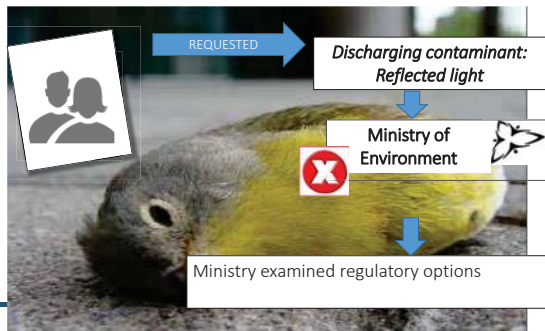 REQUESTED
Discharging contaminant:
Reflected light
Ministry of
Environment
X
Ministry examined regulatory options